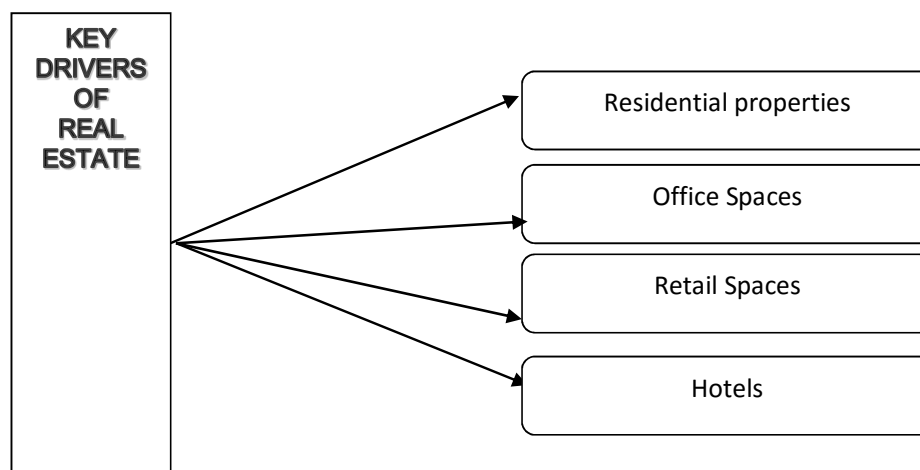 KEY
DRIVERS
OF
REAL
ESTATE
Residential properties
Office Spaces
Retail Spaces
Hotels